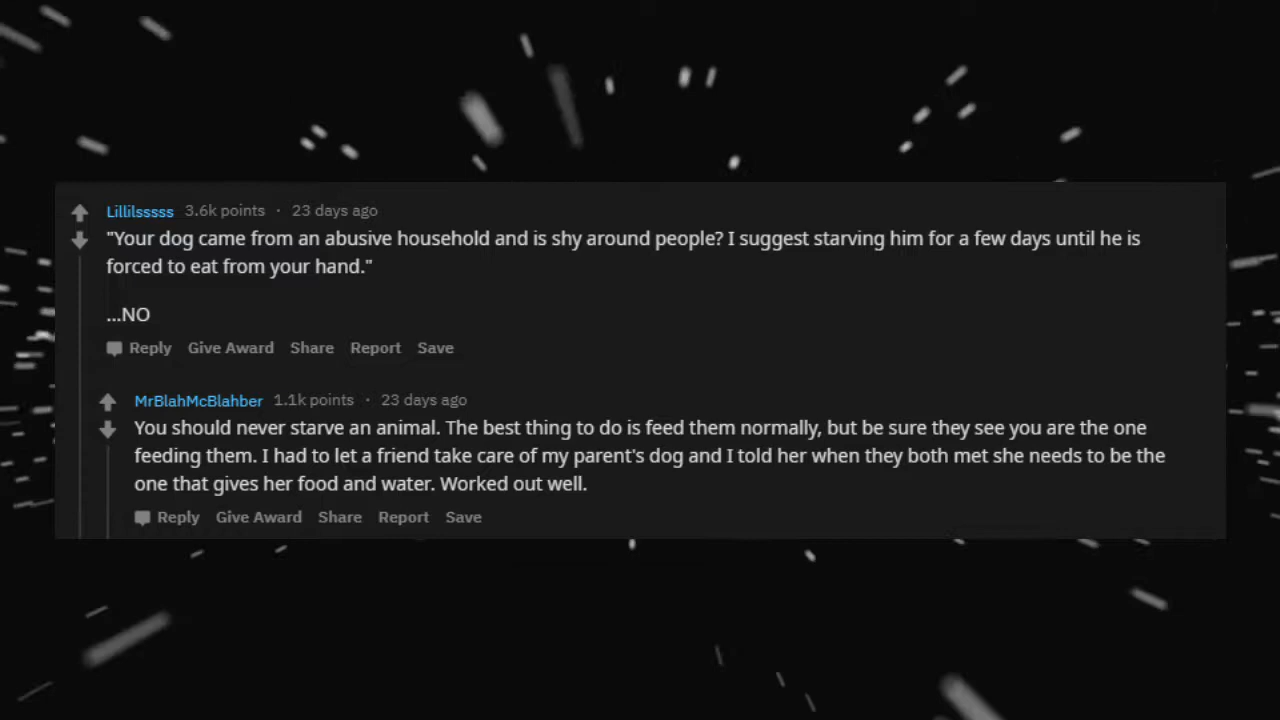 Lillilsssss 3.6k points · 23 days ago
"Your dog came from an abusive household and is shy around people? I suggest starving him for a few days until he is
forced to eat from your hand."
...NO
Reply Give Award Share Report Save
MrBlahMcBlahber 1.1k points · 23 days ago
You should never starve an animal. The best thing to do is feed them normally, but be sure they see you are the one
feeding them. I had to let a friend take care of my parent's dog and I told her when they both met she needs to be the
one that gives her food and water. Worked out well.
Reply Give Award Share Report Save